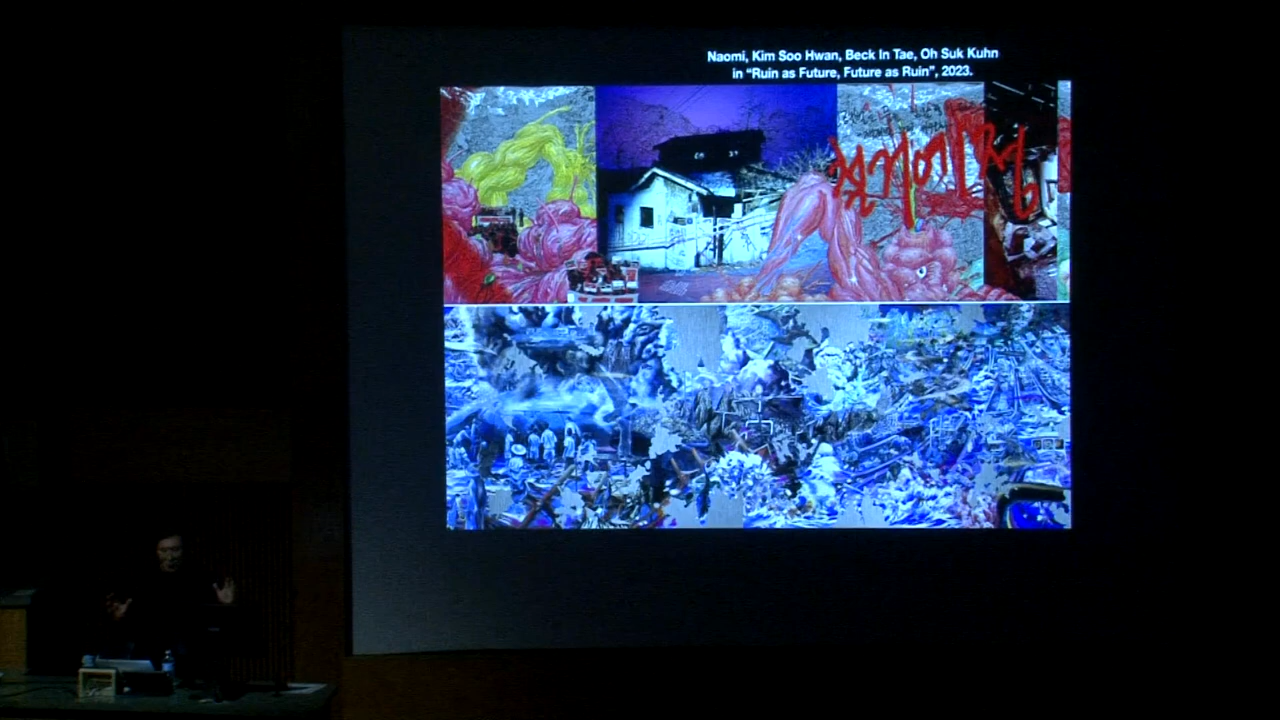 Naomi, Kim Soo Hwan, Beck In Tae, Oh Suk Kuhn
in “Ruin as Future, Future as Ruin”, 2023.